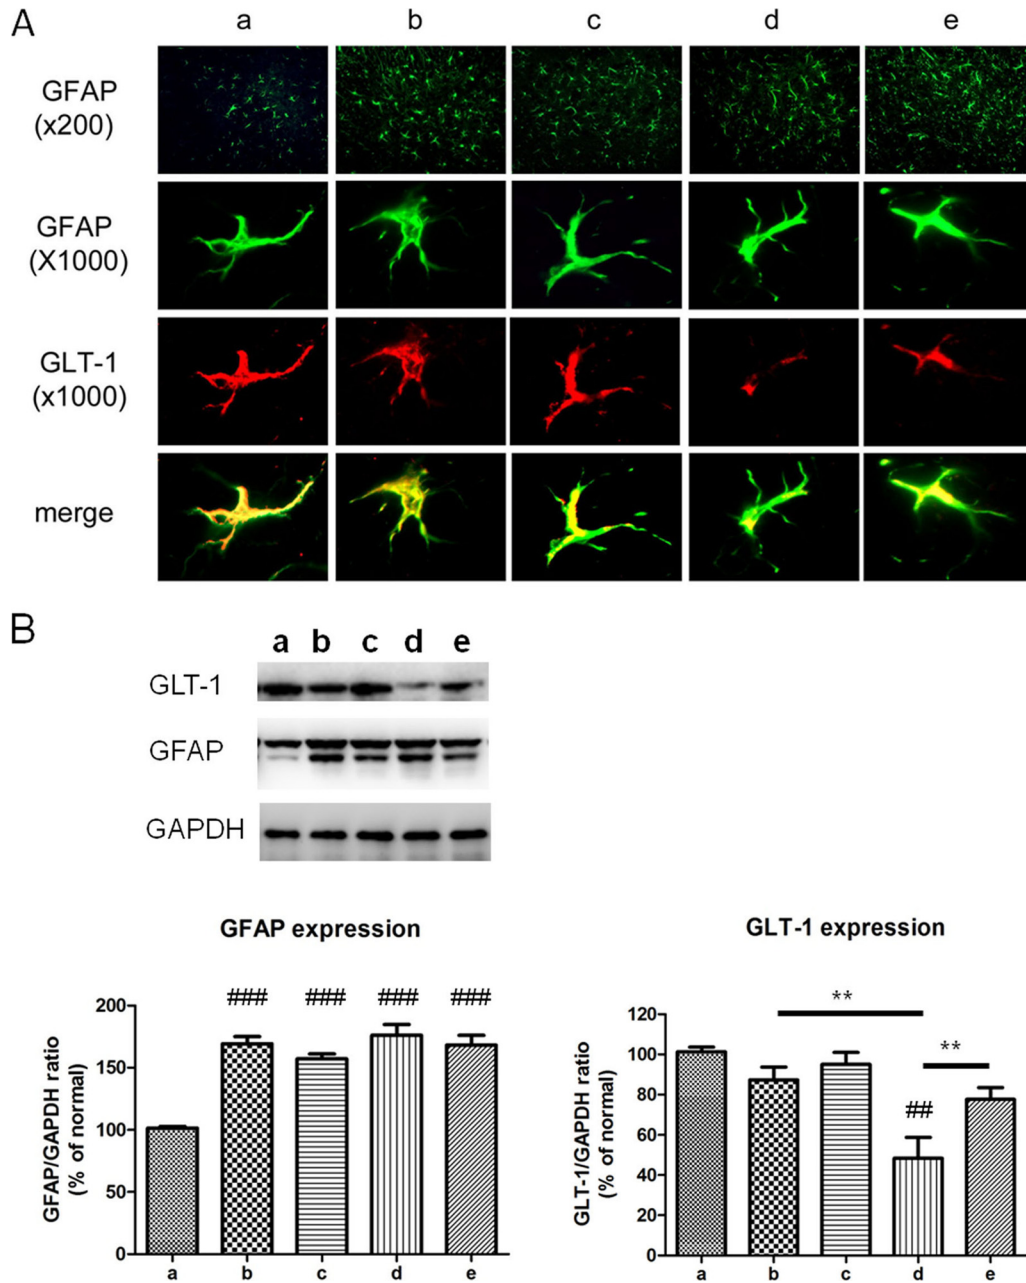 A
a b c d e
GFAP
(x200)
GFAP
(X1000)
GLT-1
(x1000)
merge
B
a b c d e
GLT-1
GFAP
GAPDH
GFAP expression
GFAP/GAPDH ratio
(% of normal)
200
150
100
50
0
### ### ### ###
a b c d e
GLT-1 expression
GLT-1/GAPDH ratio
(% of normal)
120
100
80
60
40
20
0
**
**
##
a b c d e